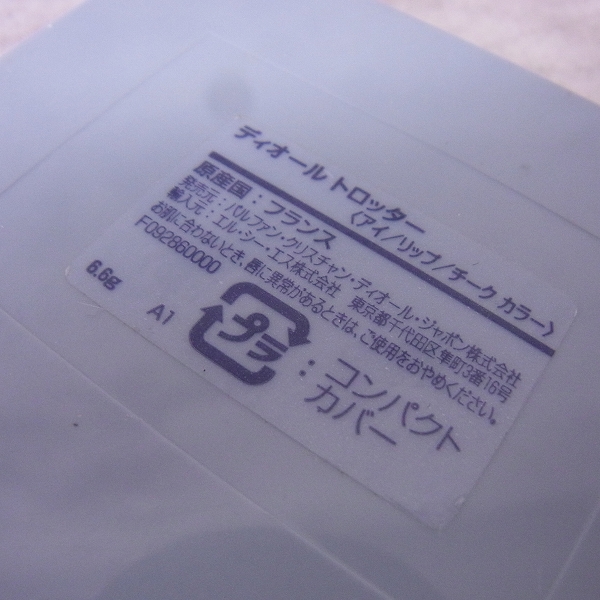 ディオール トロッター
〈アイ/リップ/チーク カラー〉
原産国:フランス
発売元:パルファン・クリスチャン・ディオール・ジャポン株式会社
輸入元:エル・シー・エス株式会社 東京都千代田区隼町3番16号
お肌に合わないとき、唇に異常があるときは、ご使用をおやめください。
F092860000
6.6g A1
プラ:コンパクト
カバー